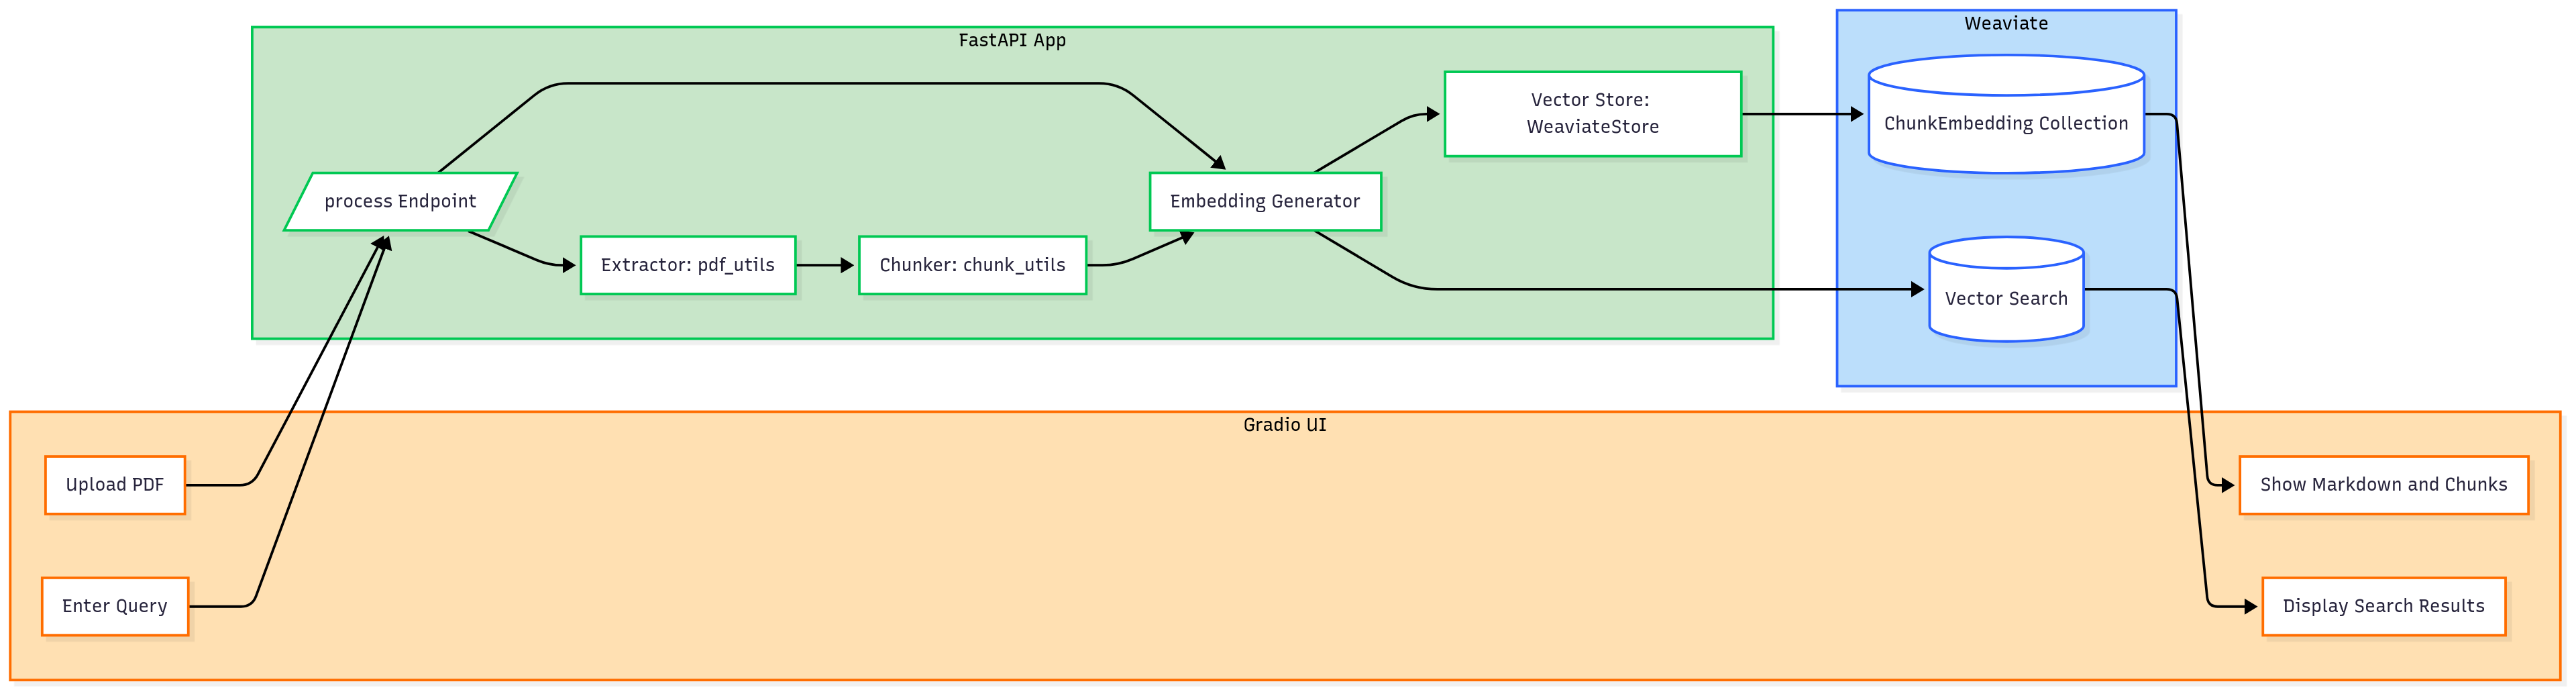 FastAPI App
Weaviate
Vector Store:
WeaviateStore
ChunkEmbedding Collection
process Endpoint
Embedding Generator
Extractor: pdf_utils
Chunker: chunk_utils
Vector Search
Gradio UI
Upload PDF
Show Markdown and Chunks
Enter Query
Display Search Results